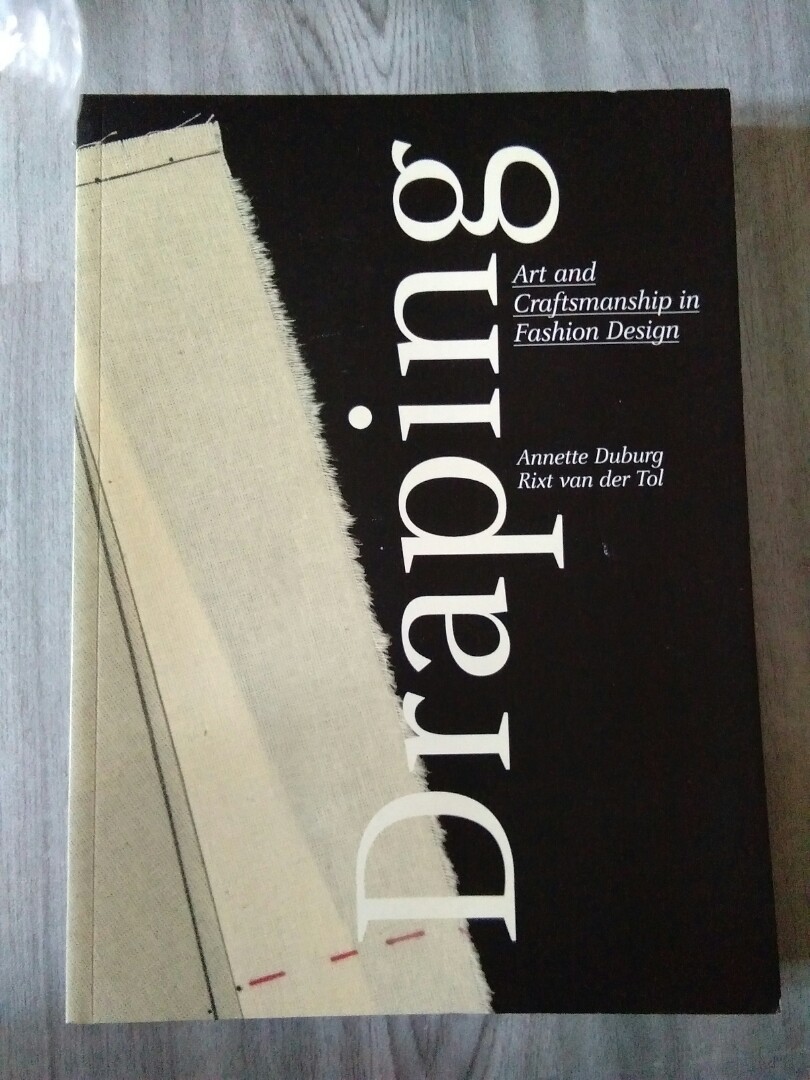 Draping
Art and
Craftsmanship in
Fashion Design
Annette Duburg
Rixt van der Tol